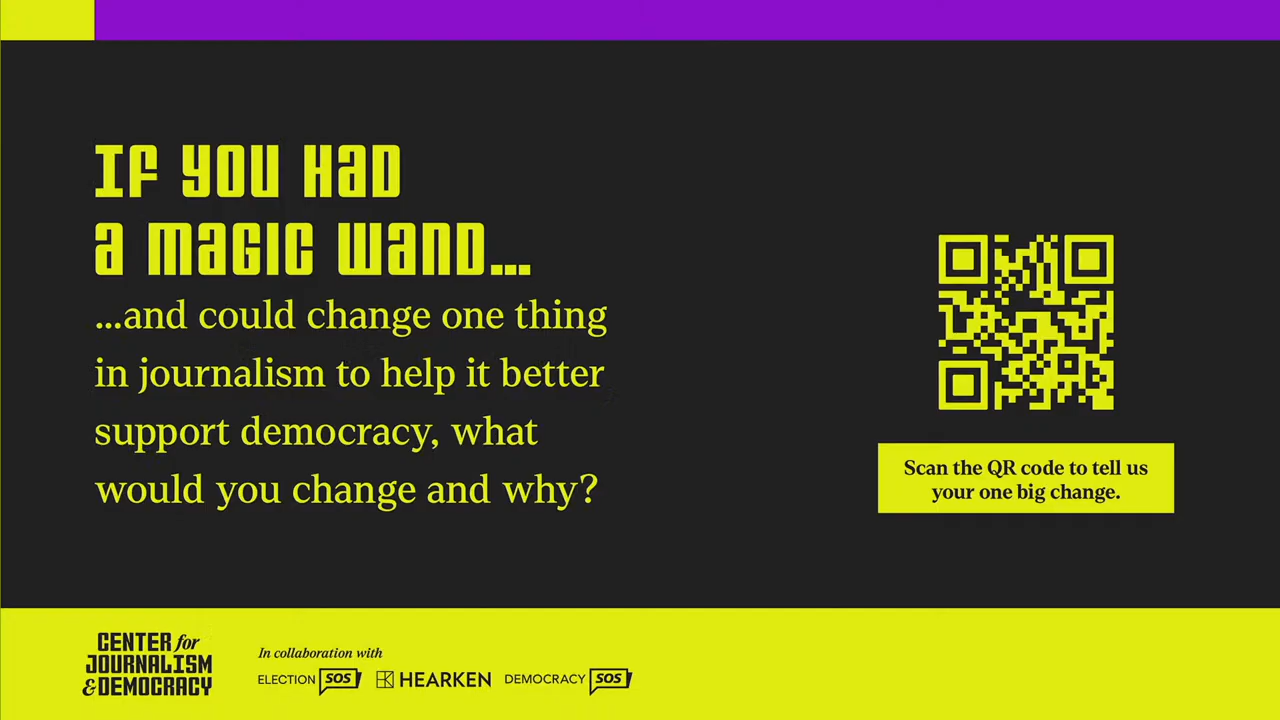 If you had
a magic wand...
...and could change one thing
in journalism to help it better
support democracy, what
would you change and why?
Scan the QR code to tell us
your one big change.
CENTER for
JOURNALISM
& DEMOCRACY
In collaboration with
ELECTION SOS
HEARKEN
DEMOCRACY SOS